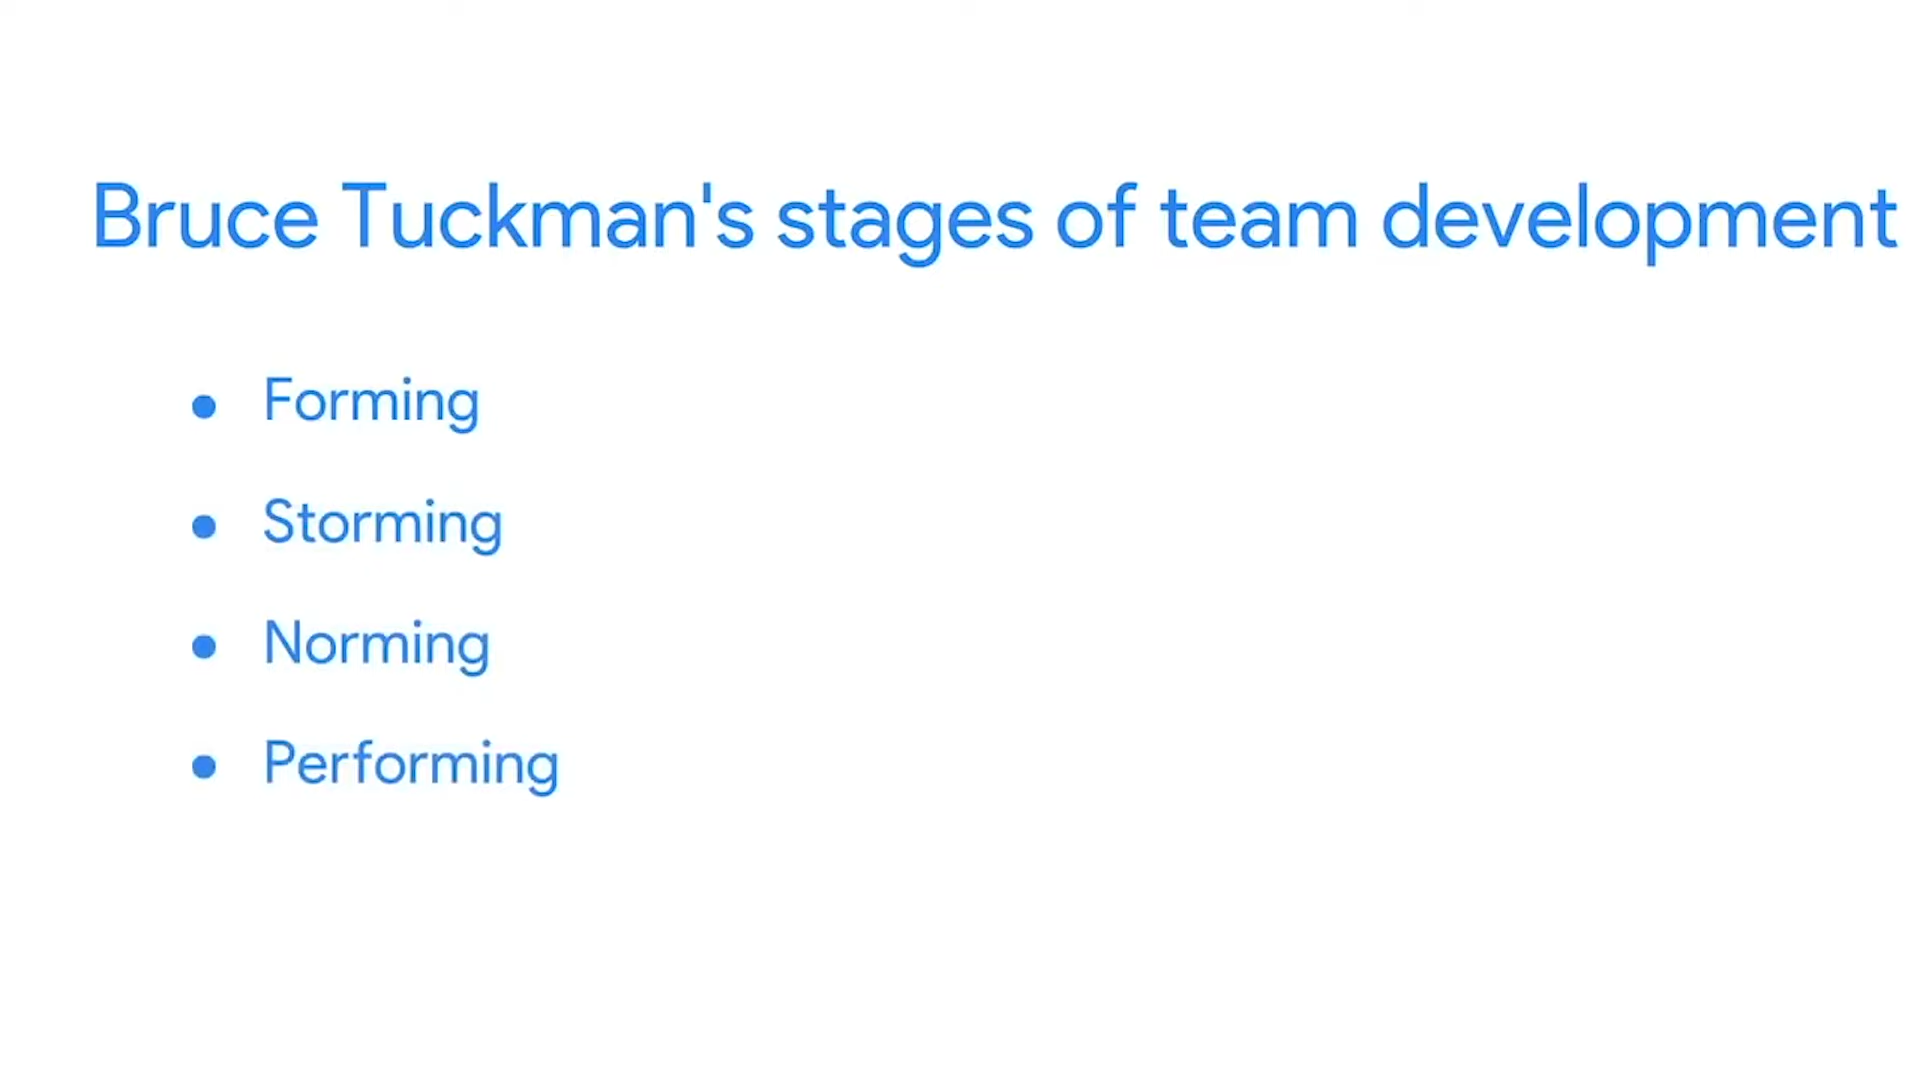 Bruce Tuckman's stages of team development
● Forming
● Storming
● Norming
● Performing